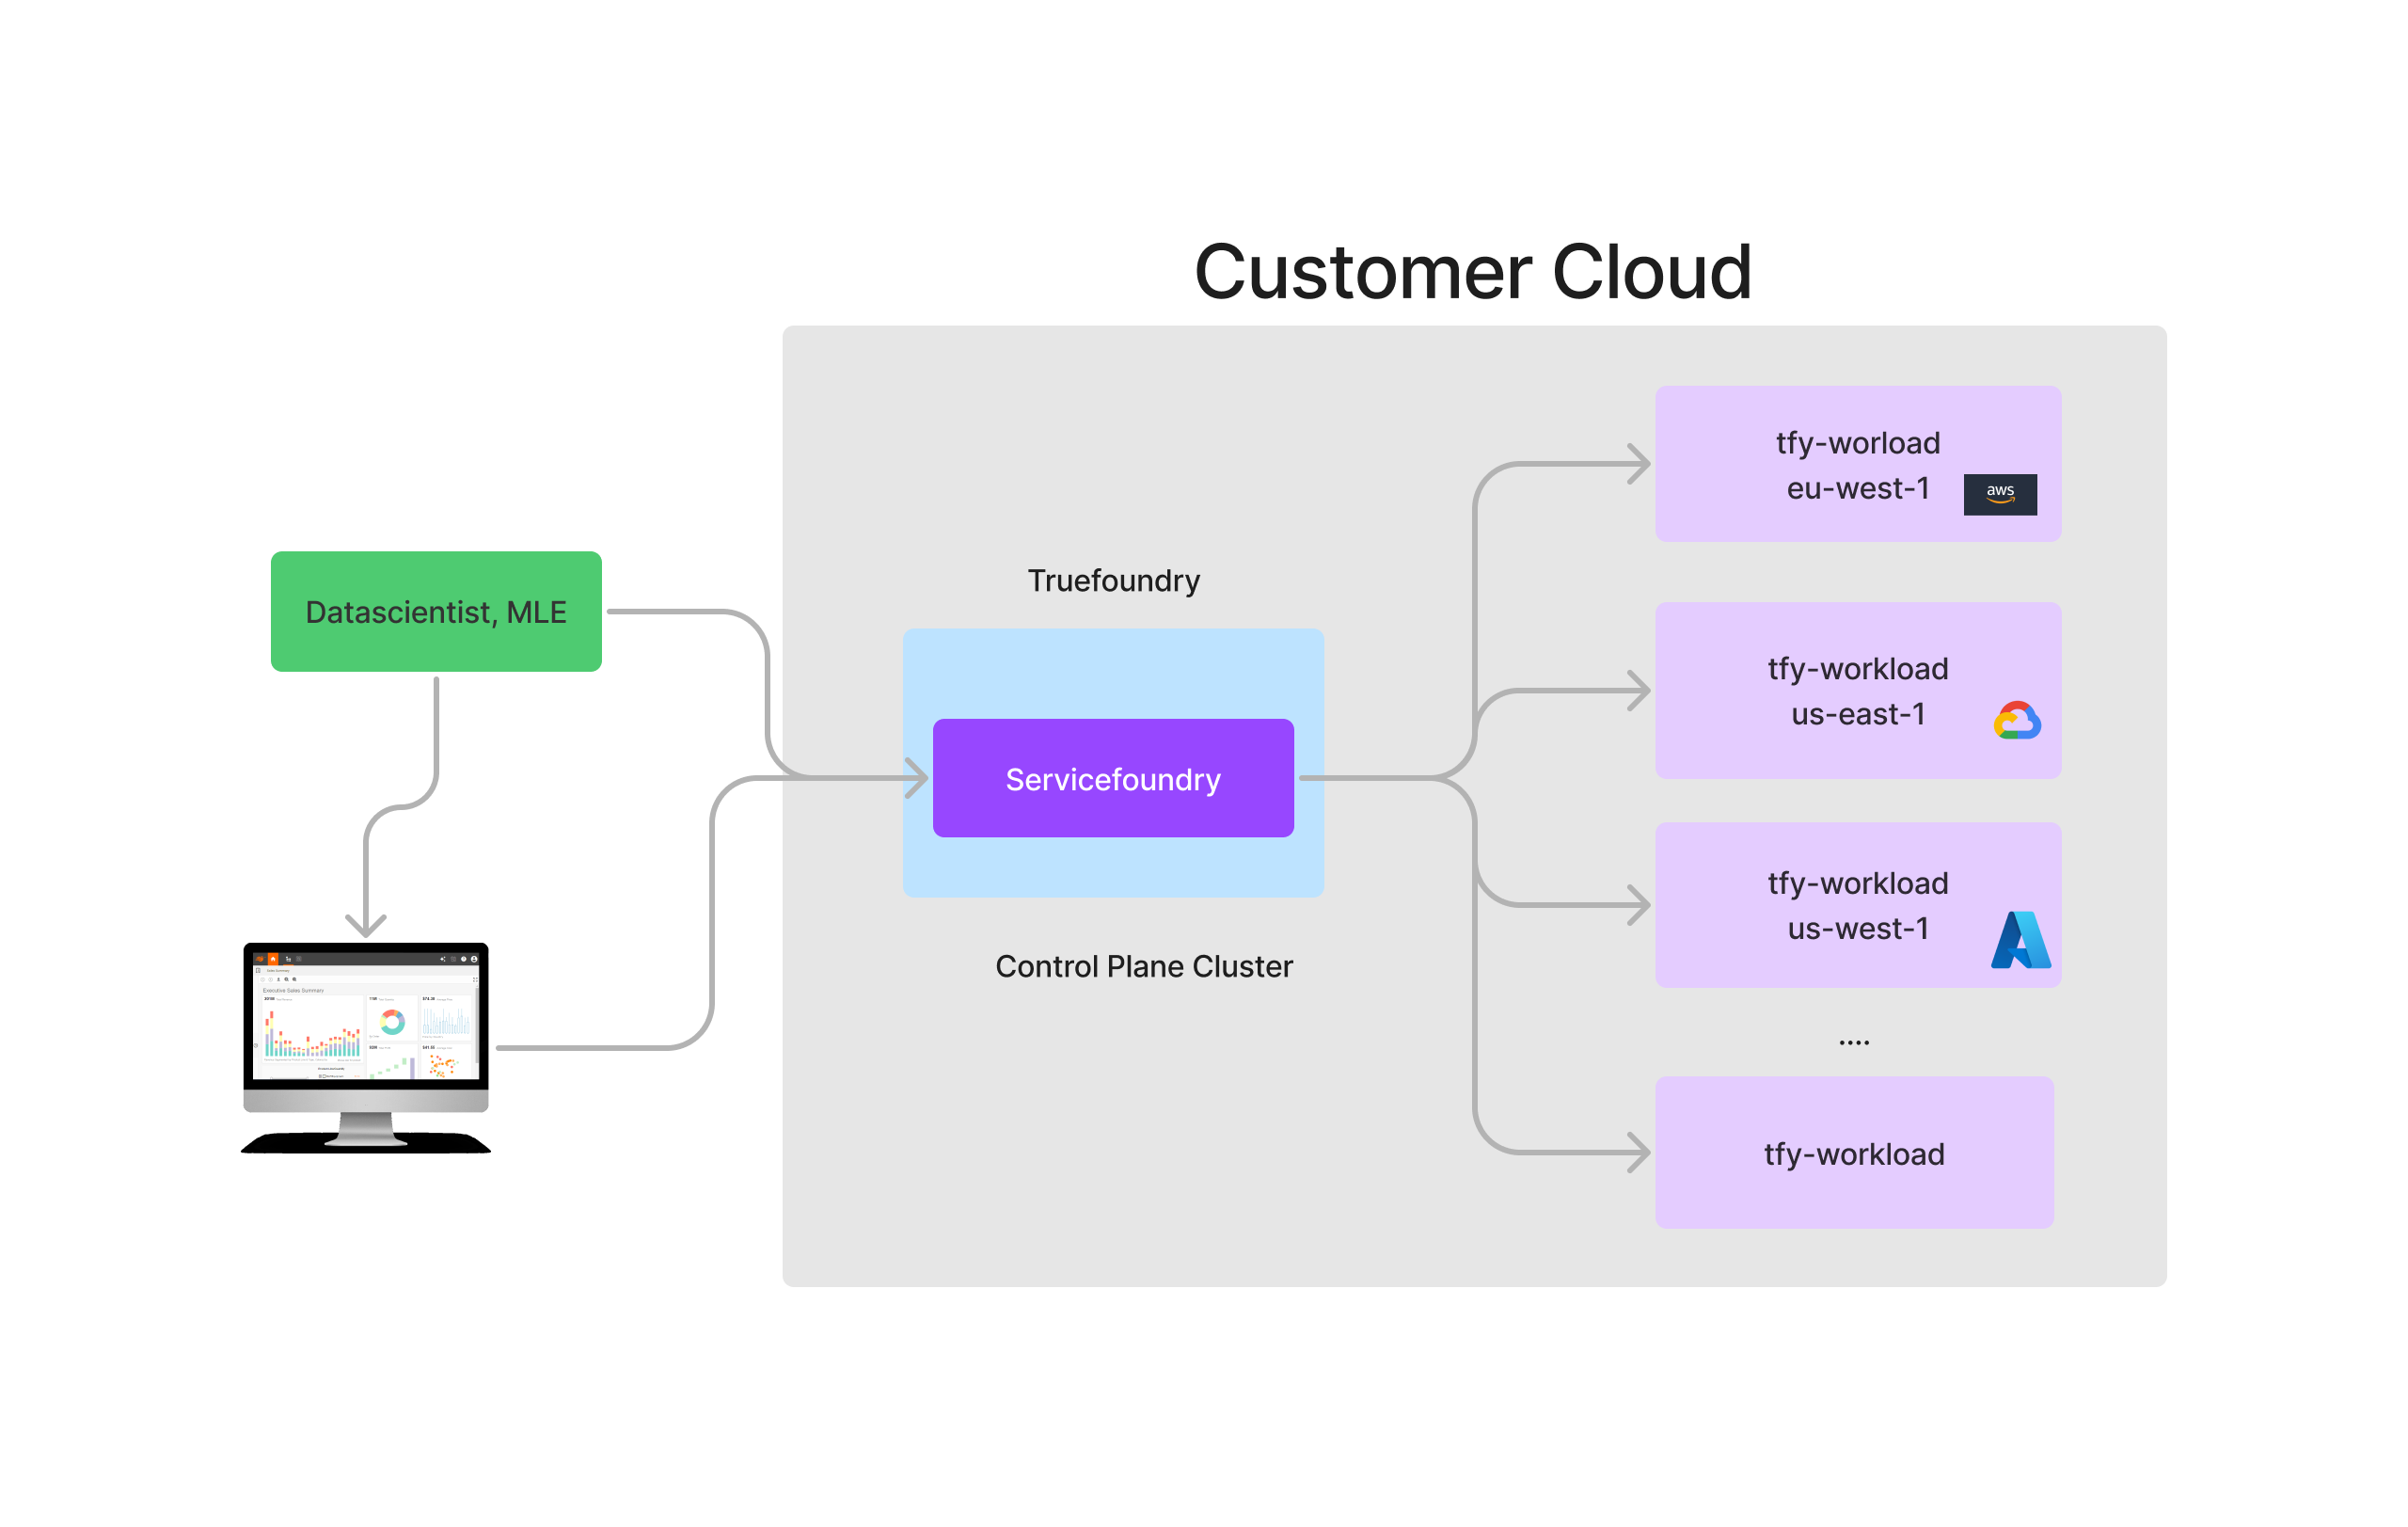 Customer Cloud
tfy-worload
eu-west-1
aws
Truefoundry
Datascientist, MLE
tfy-workload
us-east-1
Servicefoundry
tfy-workload
us-west-1
Control Plane Cluster
Executive Sales Summary
....
tfy-workload